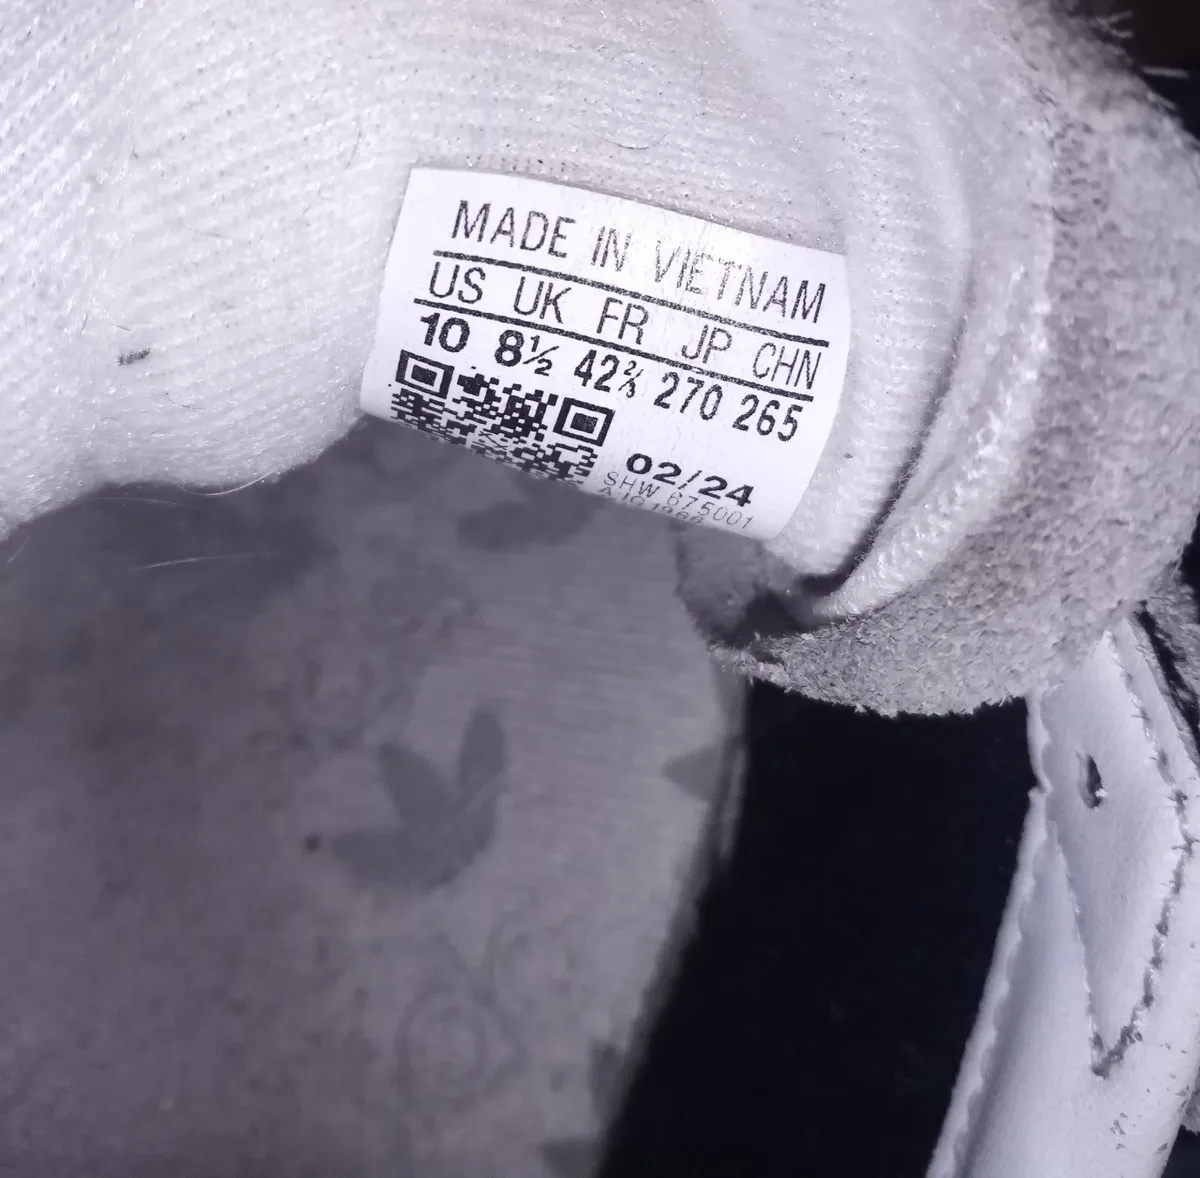 MADE IN VIETNAM
US UK FR JP CHN
10 8½ 42⅔ 270 265
02/24
SHW 675001